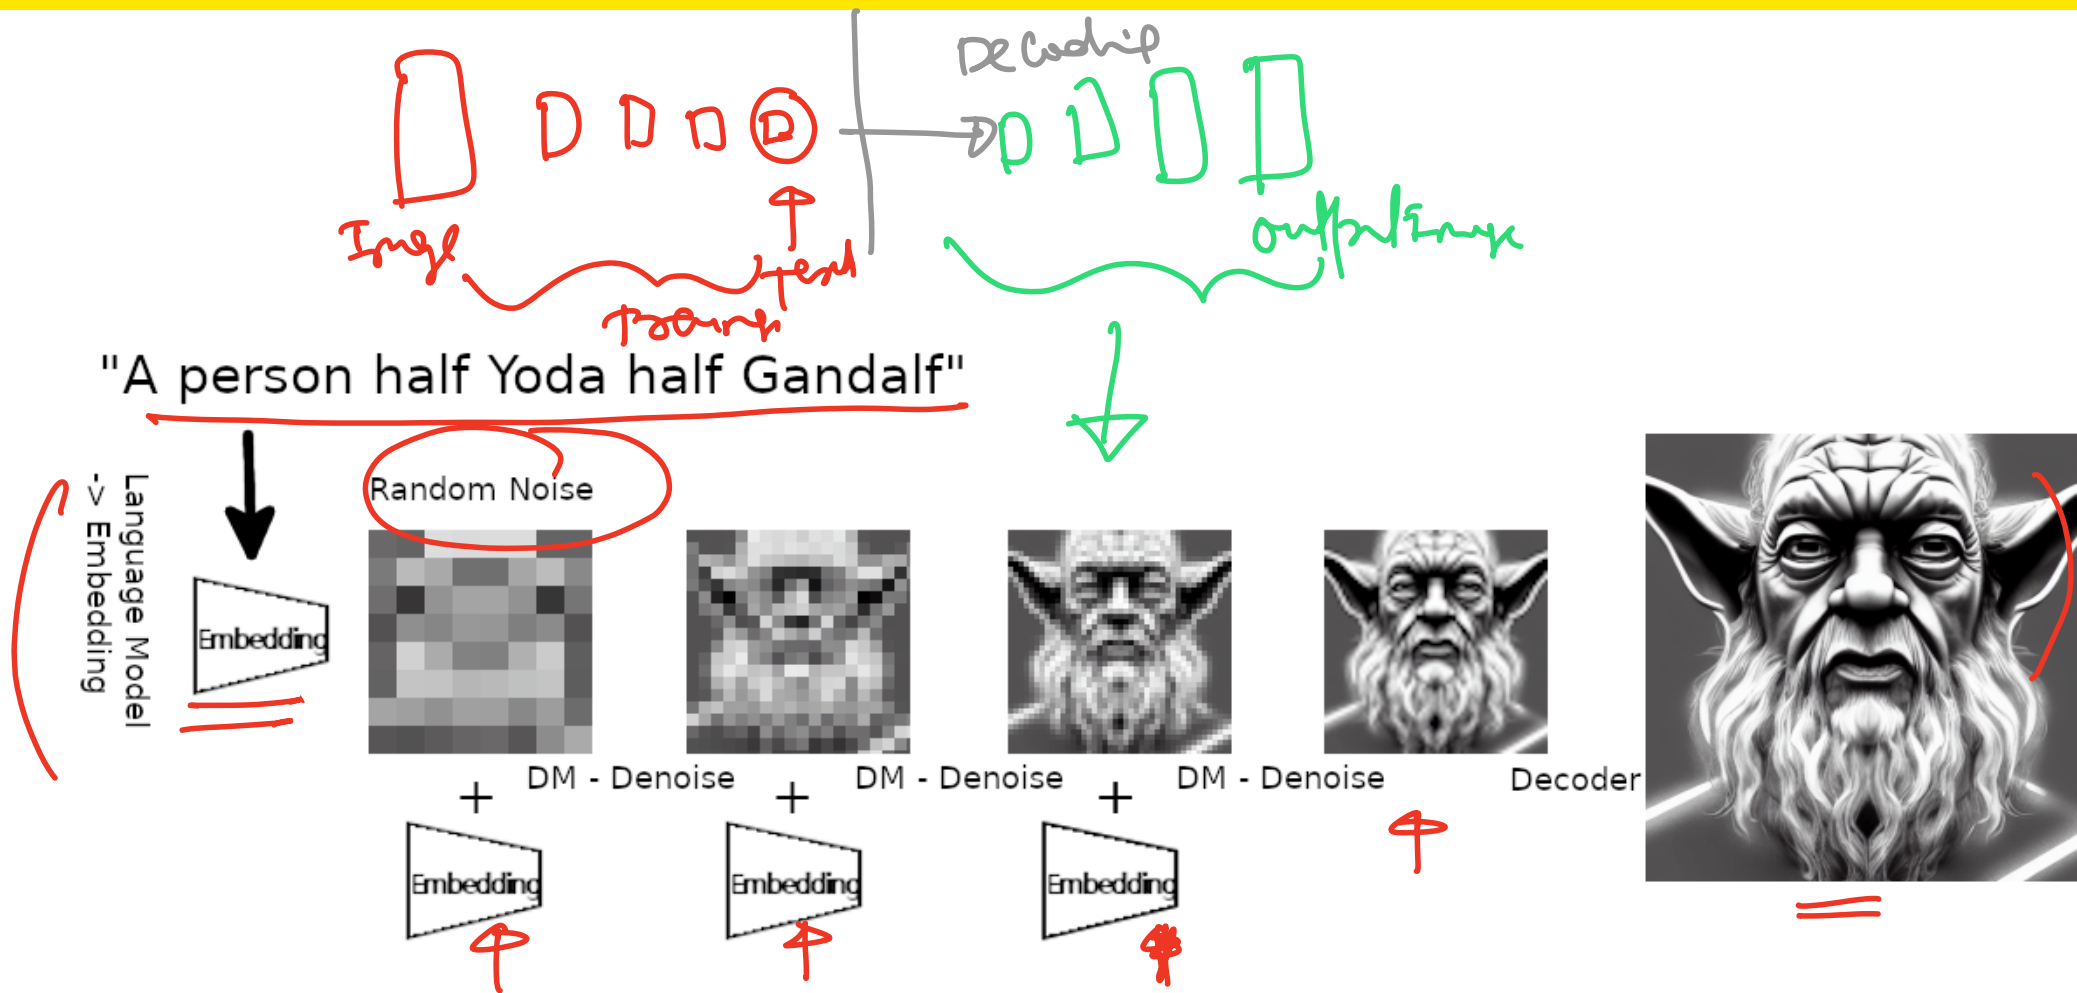 Decoding
Image
text
training
output Image
"A person half Yoda half Gandalf"
Random Noise
Language Model
-> Embedding
Embedding
DM - Denoise
DM - Denoise
DM - Denoise
Decoder
+
+
+
Embedding
Embedding
Embedding